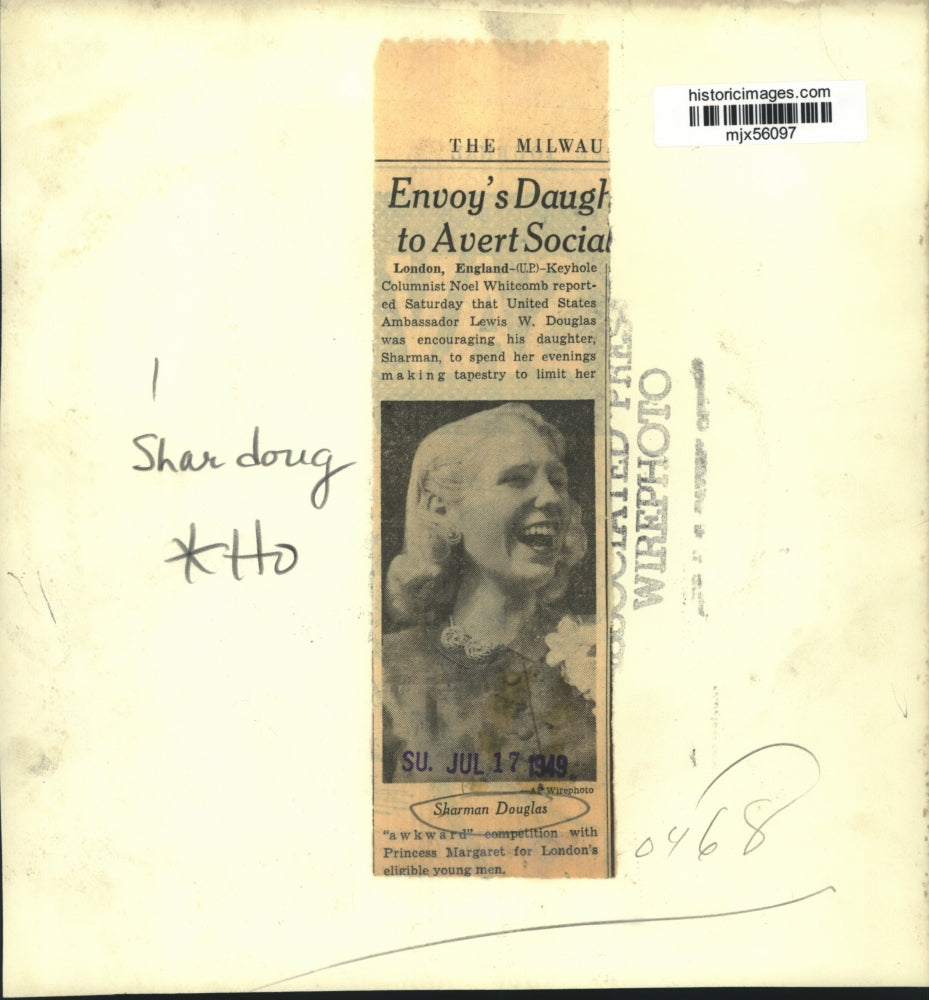 historicimages.com
mjx56097
THE MILWAU
Envoy's Daugh
to Avert Social
London, England-(U.P.)-Keyhole
Columnist Noel Whitcomb report-
ed Saturday that United States
Ambassador Lewis W. Douglas
was encouraging his daughter,
Sharman, to spend her evenings
making tapestry to limit her
SU. JUL 17 1949
—AP Wirephoto
Sharman Douglas
"awkward" competition with
Princess Margaret for London's
eligible young men.
1
Shar doug
*HO
WIREPHOTO
0468